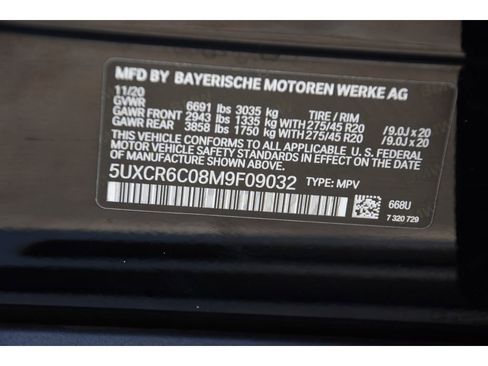 MFD BY BAYERISCHE MOTOREN WERKE AG
11/20
GVWR 6691 lbs 3035 kg TIRE / RIM
GAWR FRONT 2943 lbs 1335 kg WITH 275/45 R20 /9.0J x 20
GAWR REAR 3858 lbs 1750 kg WITH 275/45 R20 /9.0J x 20
THIS VEHICLE CONFORMS TO ALL APPLICABLE U.S. FEDERAL
MOTOR VEHICLE SAFETY STANDARDS IN EFFECT ON THE
DATE OF MANUFACTURE SHOWN ABOVE.
5UXCR6C08M9F09032 TYPE: MPV
668U
7 320 729